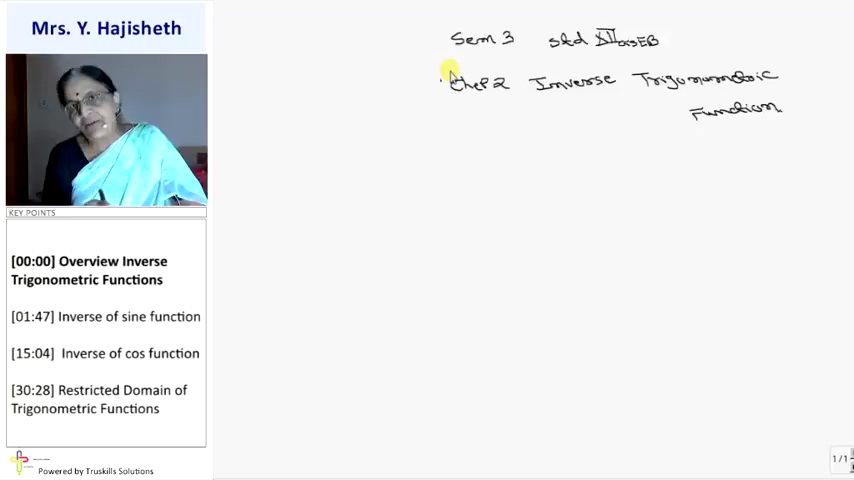 Mrs. Y. Hajisheth
KEY POINTS
[00:00] Overview Inverse
Trigonometric Functions
[01:47] Inverse of sine function
[15:04] Inverse of cos function
[30:28] Restricted Domain of
Trigonometric Functions
Powered by Truskills Solutions
Sem 3 std XII
Chap 2 Inverse Trigonometric
Function
1/1